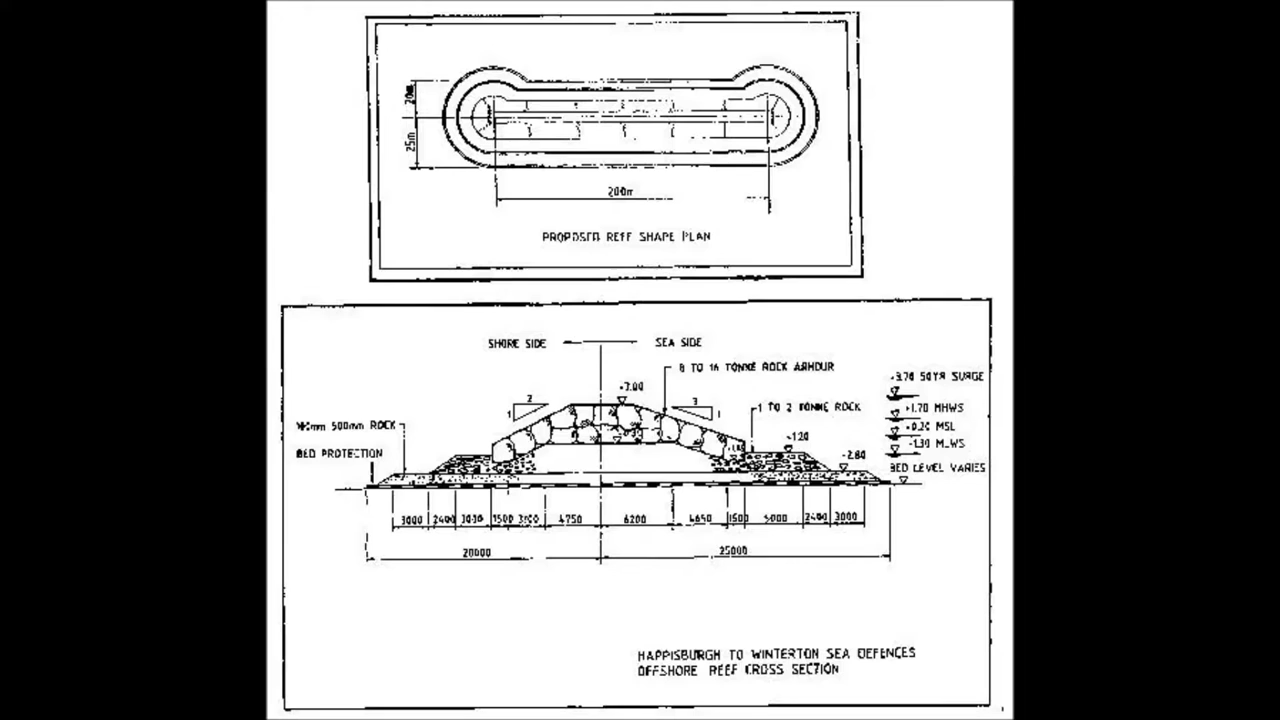 20m
25m
200m
PROPOSED REEF SHAPE PLAN
SHORE SIDE
SEA SIDE
8 TO 16 TONNE ROCK ARMOUR
+3.00
2
1
3
1
1 TO 2 TONNE ROCK
500mm ROCK
BED PROTECTION
-1.20
-2.80
+3.70 50YR SURGE
+1.70 MHWS
+0.20 MSL
-1.30 MLWS
BED LEVEL VARIES
3000 2400 3000 1500 3100 4750 6200 4650 1500 5000 2400 3000
20000
25000
HAPPISBURGH TO WINTERTON SEA DEFENCES
OFFSHORE REEF CROSS SECTION